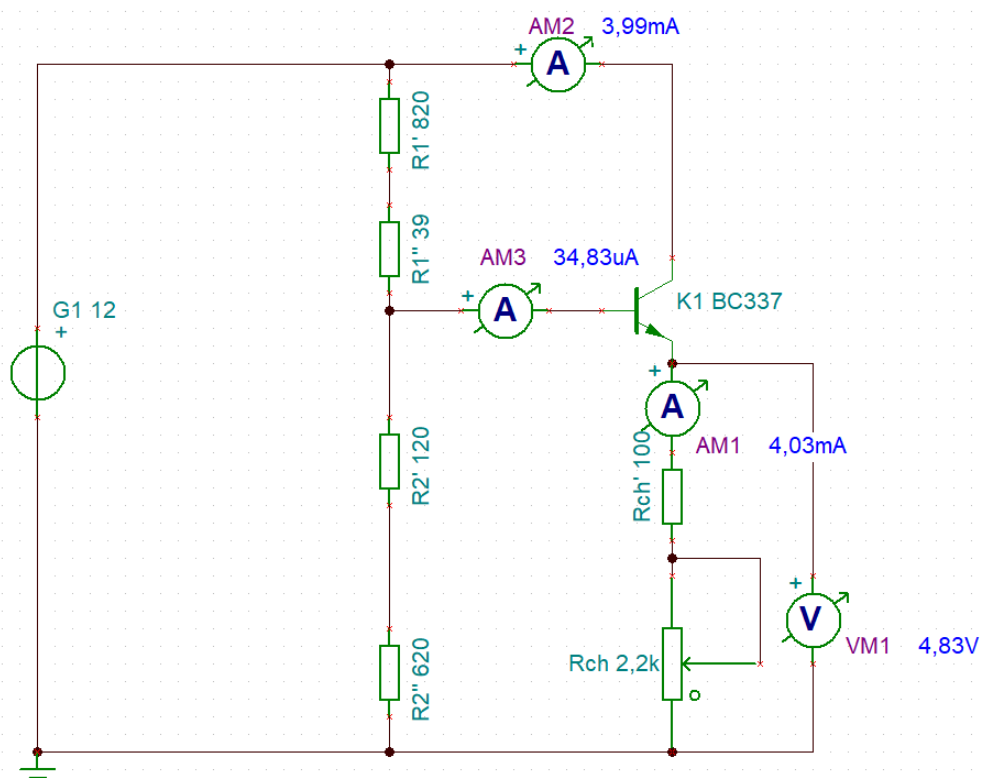 AM2 3,99mA
A
R1' 820
R1" 39
AM3 34,83uA
A
K1 BC337
G1 12
+
+
+
+
A
AM1 4,03mA
R2' 120
Rch' 100
+
V
VM1 4,83V
Rch 2,2k
R2" 620